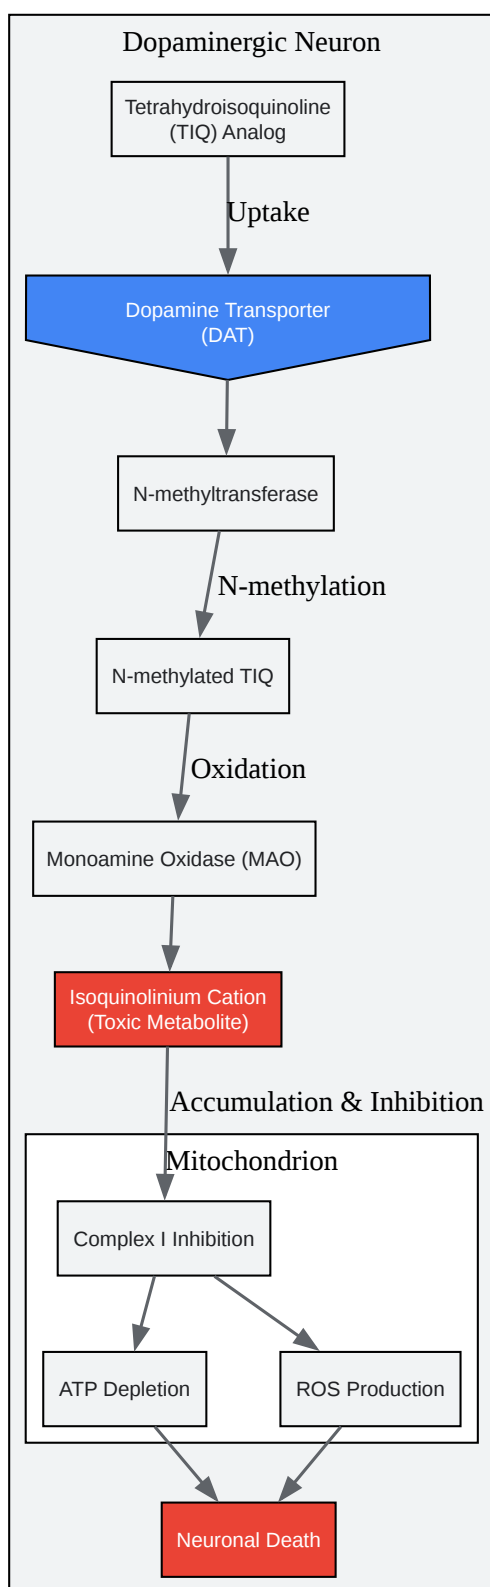 Dopaminergic Neuron
Tetrahydroisoquinoline
(TIQ) Analog
Uptake
Dopamine Transporter
(DAT)
N-methyltransferase
N-methylation
N-methylated TIQ
Oxidation
Monoamine Oxidase (MAO)
Isoquinolinium Cation
(Toxic Metabolite)
Accumulation & Inhibition
Mitochondrion
Complex I Inhibition
ATP Depletion
ROS Production
Neuronal Death